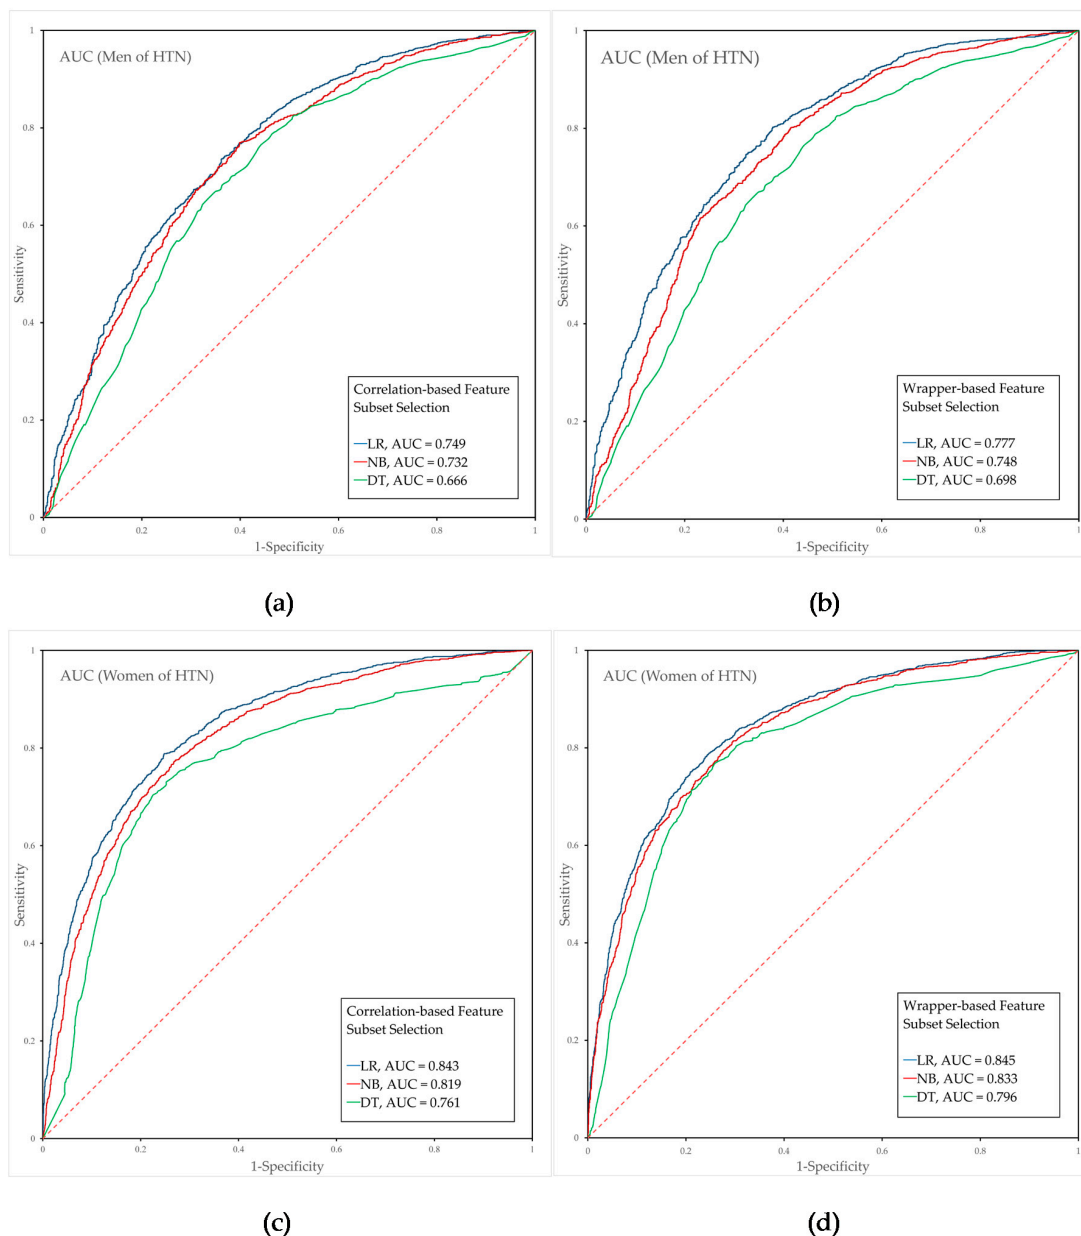 AUC (Men of HTN)
1
0.8
0.6
0.4
0.2
0
Sensitivity
Correlation-based Feature
Subset Selection
LR, AUC = 0.749
NB, AUC = 0.732
DT, AUC = 0.666
0
0.2
0.4
0.6
0.8
1
1-Specificity
(a)
AUC (Men of HTN)
1
0.8
0.6
0.4
0.2
0
Sensitivity
Wrapper-based Feature
Subset Selection
LR, AUC = 0.777
NB, AUC = 0.748
DT, AUC = 0.698
0
0.2
0.4
0.6
0.8
1
1-Specificity
(b)
AUC (Women of HTN)
1
0.8
0.6
0.4
0.2
0
Sensitivity
Correlation-based Feature
Subset Selection
LR, AUC = 0.843
NB, AUC = 0.819
DT, AUC = 0.761
0
0.2
0.4
0.6
0.8
1
1-Specificity
(c)
AUC (Women of HTN)
1
0.8
0.6
0.4
0.2
0
Sensitivity
Wrapper-based Feature
Subset Selection
LR, AUC = 0.845
NB, AUC = 0.833
DT, AUC = 0.796
0
0.2
0.4
0.6
0.8
1
1-Specificity
(d)